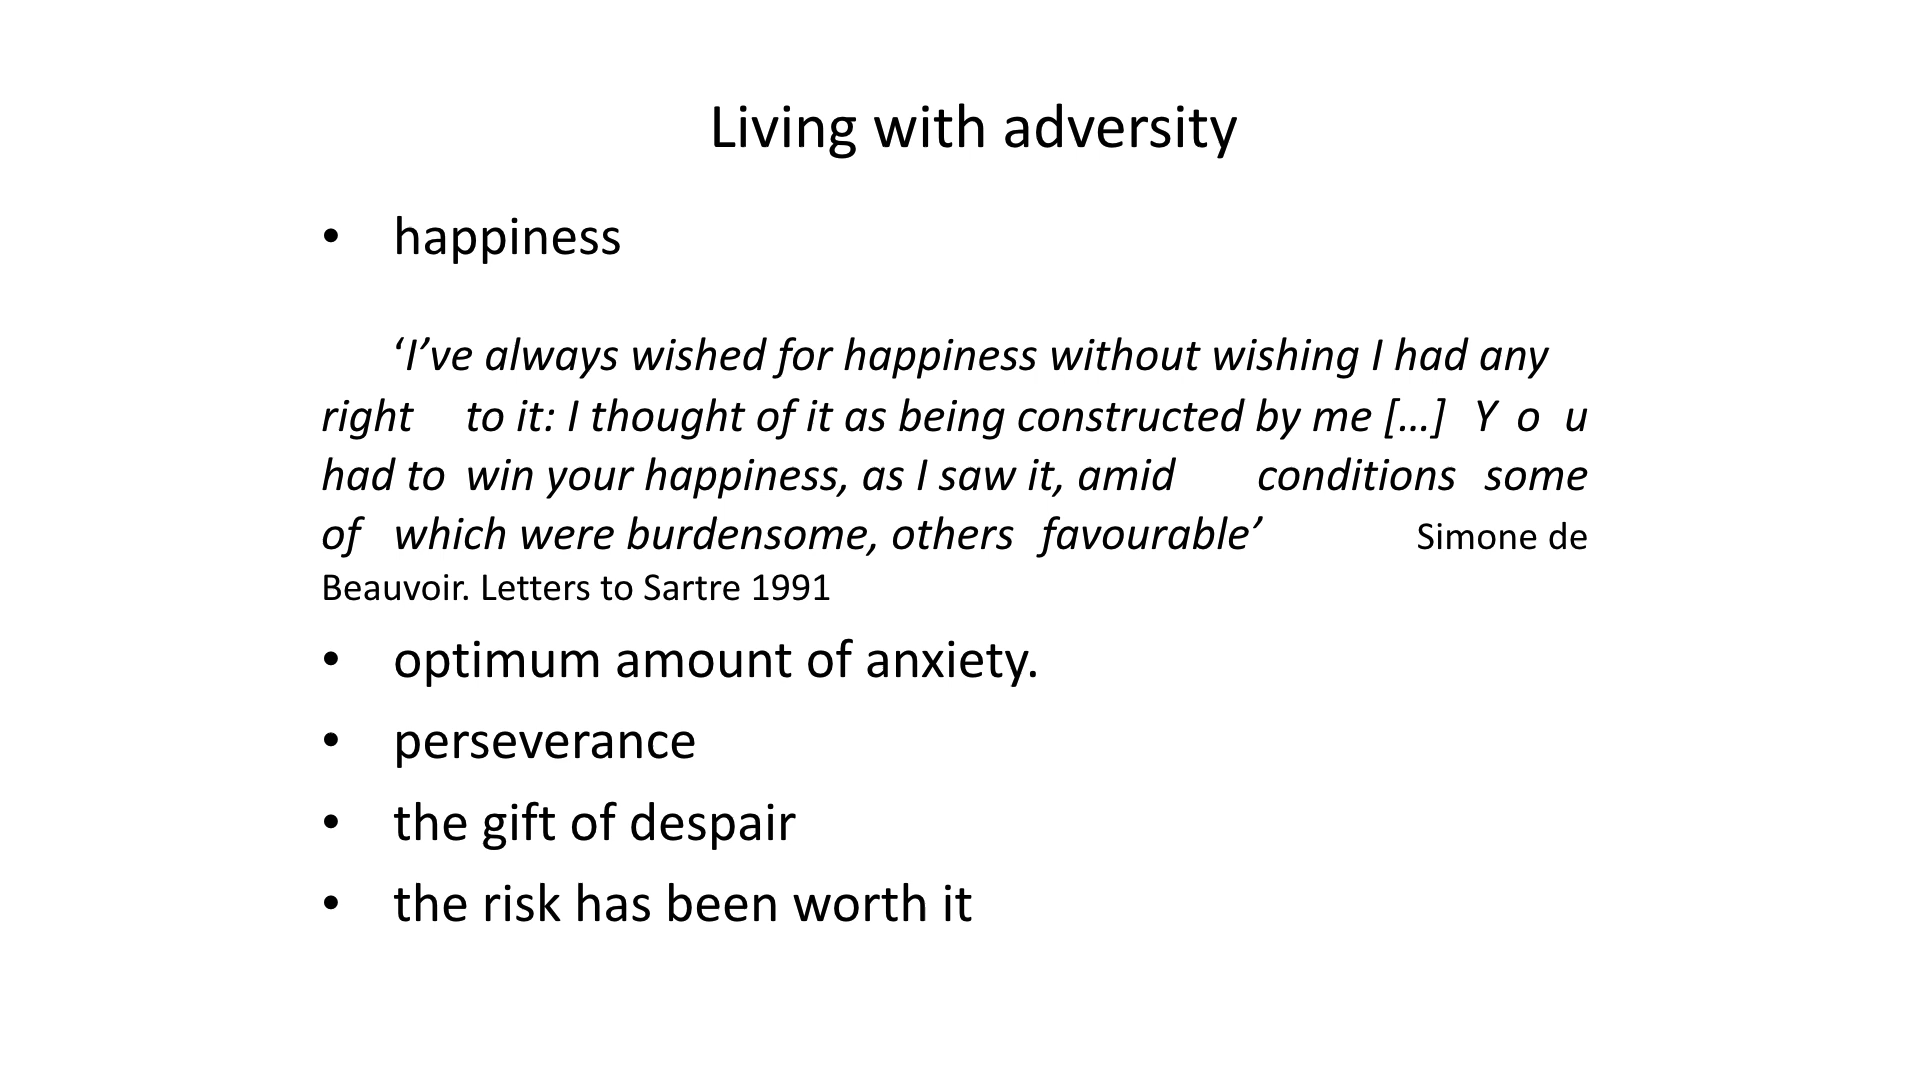 Living with adversity
• happiness
‘I’ve always wished for happiness without wishing I had any
right to it: I thought of it as being constructed by me […] Y o u
had to win your happiness, as I saw it, amid conditions some
of which were burdensome, others favourable’ Simone de
Beauvoir. Letters to Sartre 1991
• optimum amount of anxiety.
• perseverance
• the gift of despair
• the risk has been worth it